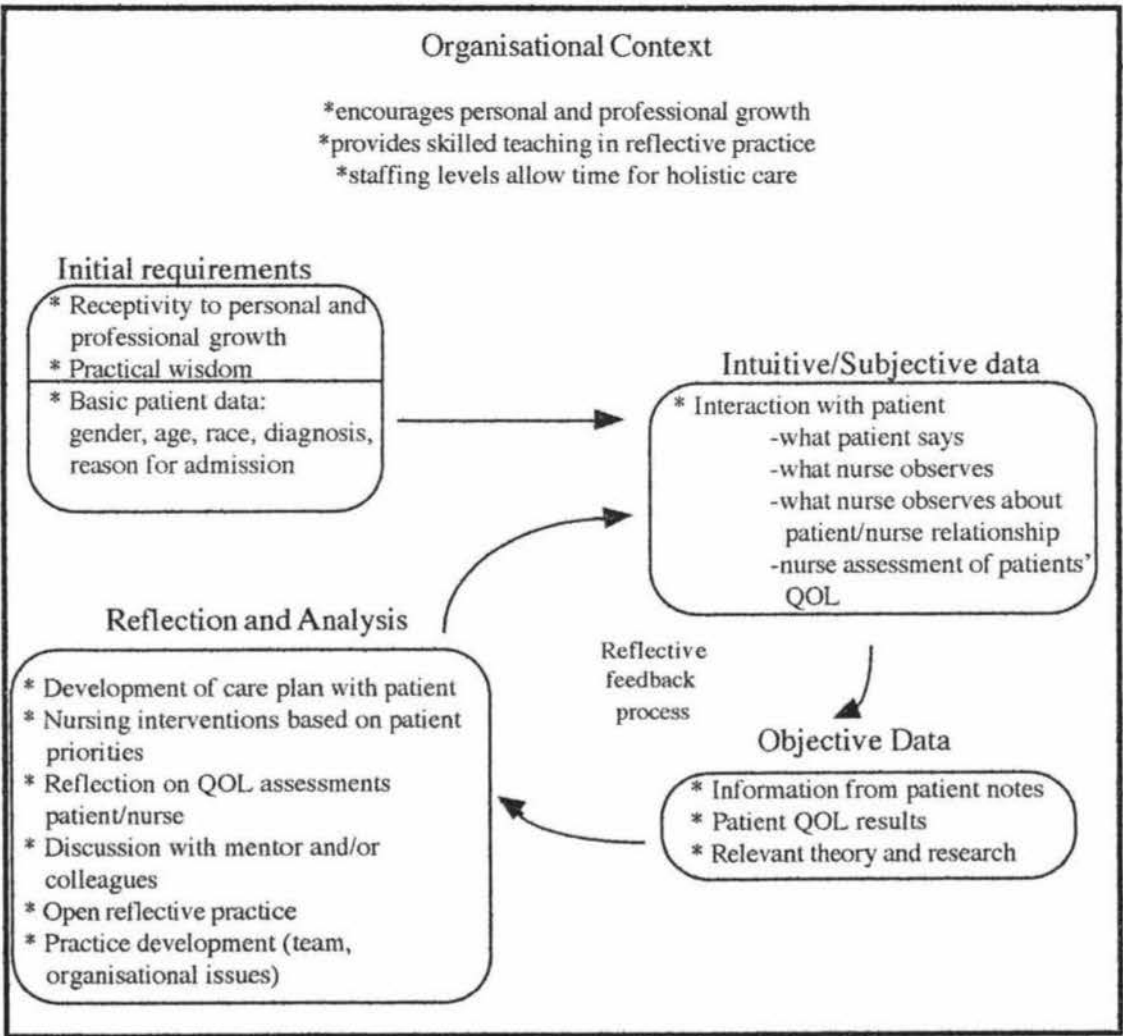 Organisational Context
*encourages personal and professional growth
*provides skilled teaching in reflective practice
*staffing levels allow time for holistic care
Initial requirements
* Receptivity to personal and
professional growth
* Practical wisdom
* Basic patient data:
gender, age, race, diagnosis,
reason for admission
Intuitive/Subjective data
* Interaction with patient
-what patient says
-what nurse observes
-what nurse observes about
patient/nurse relationship
-nurse assessment of patients'
QOL
Reflective
feedback
process
Objective Data
* Information from patient notes
* Patient QOL results
* Relevant theory and research
Reflection and Analysis
* Development of care plan with patient
* Nursing interventions based on patient
priorities
* Reflection on QOL assessments
patient/nurse
* Discussion with mentor and/or
colleagues
* Open reflective practice
* Practice development (team,
organisational issues)